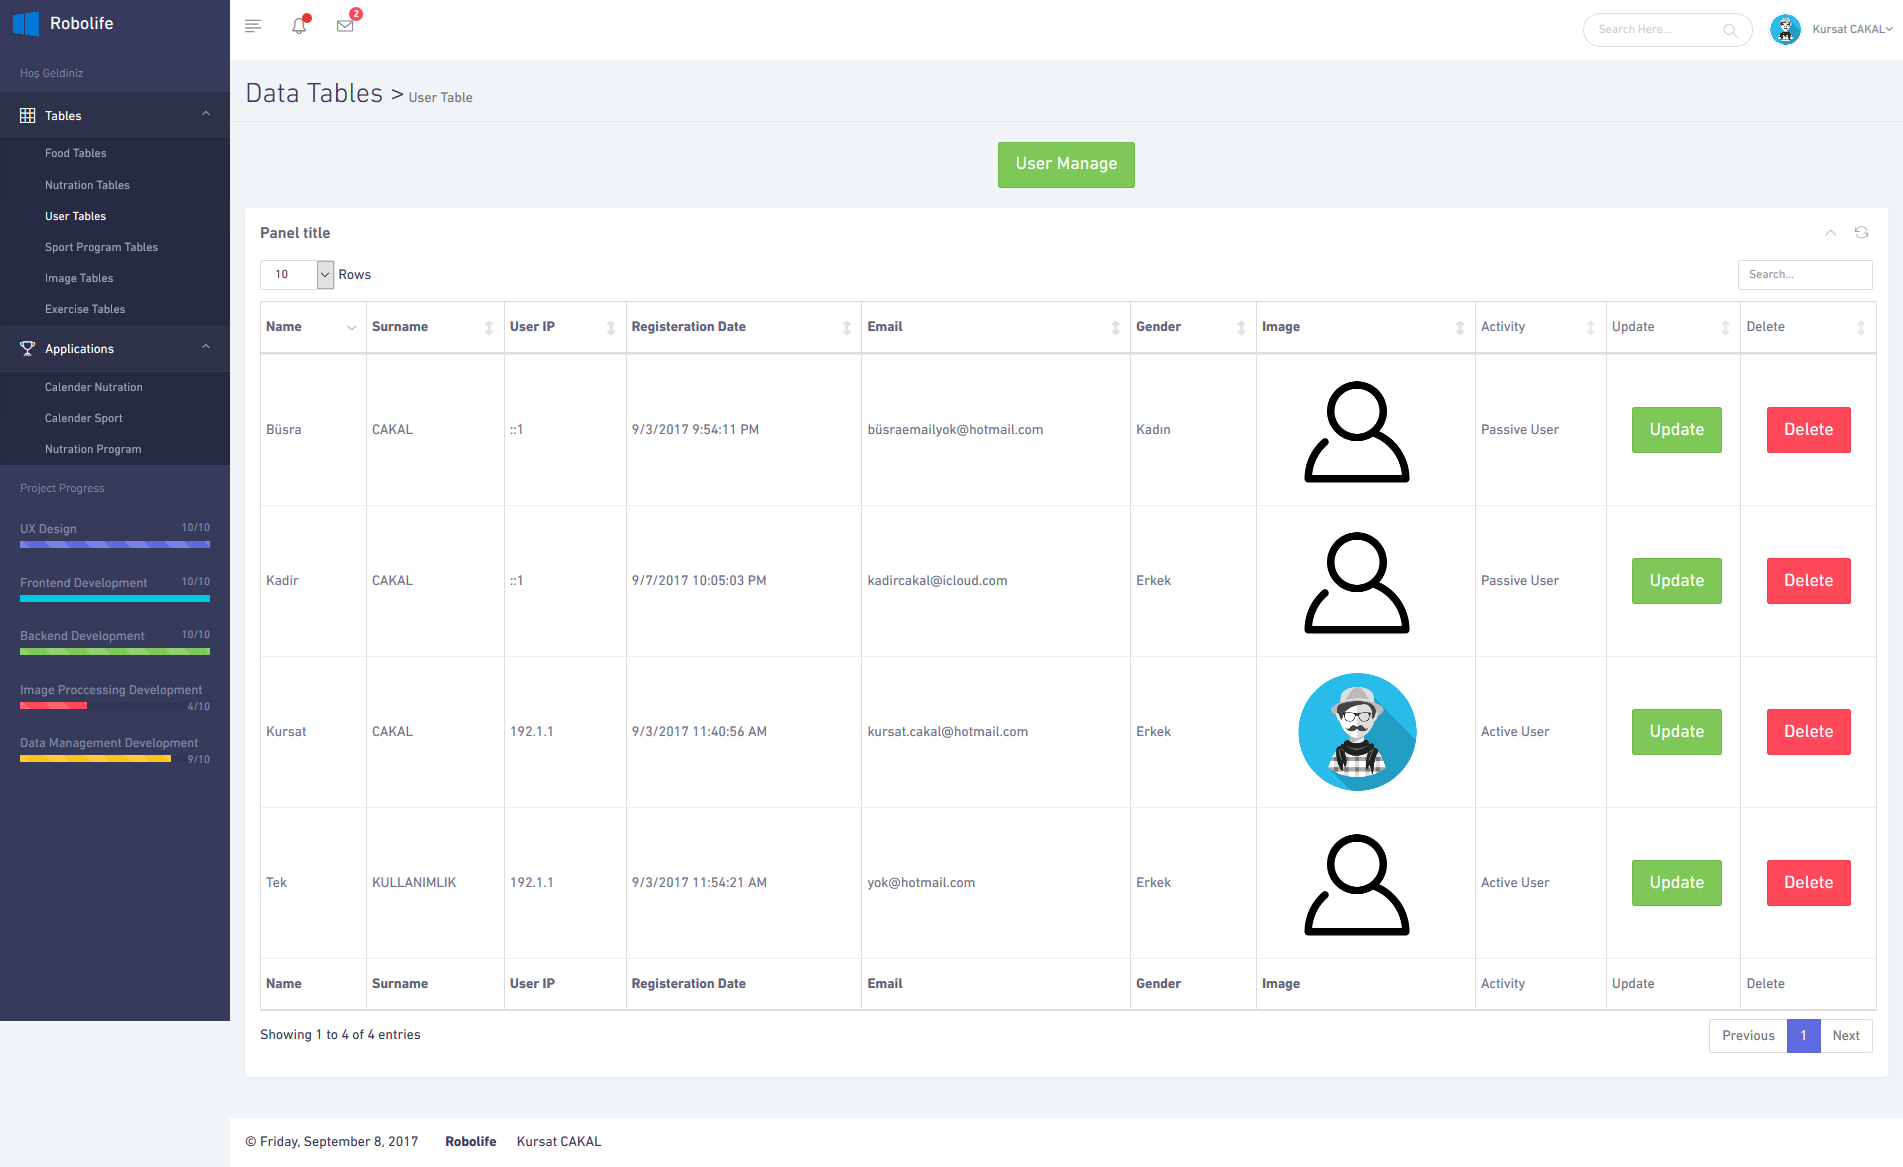 Robolife
2
Search Here...
Kursat CAKAL
Hoş Geldiniz
Tables
Food Tables
Nutration Tables
User Tables
Sport Program Tables
Image Tables
Exercise Tables
Applications
Calender Nutration
Calender Sport
Nutration Program
Project Progress
UX Design 10/10
Frontend Development 10/10
Backend Development 10/10
Image Proccessing Development
4/10
Data Management Development
9/10
Data Tables > User Table
User Manage
Panel title
10 Rows
Search...
Name Surname User IP Registeration Date Email Gender Image Activity Update Delete
Büsra CAKAL ::1 9/3/2017 9:54:11 PM büsraemailyok@hotmail.com Kadın Passive User Update Delete
Kadir CAKAL ::1 9/7/2017 10:05:03 PM kadircakal@icloud.com Erkek Passive User Update Delete
Kursat CAKAL 192.1.1 9/3/2017 11:40:56 AM kursat.cakal@hotmail.com Erkek Active User Update Delete
Tek KULLANIMLIK 192.1.1 9/3/2017 11:54:21 AM yok@hotmail.com Erkek Active User Update Delete
Name Surname User IP Registeration Date Email Gender Image Activity Update Delete
Showing 1 to 4 of 4 entries
Previous 1 Next
© Friday, September 8, 2017 Robolife Kursat CAKAL